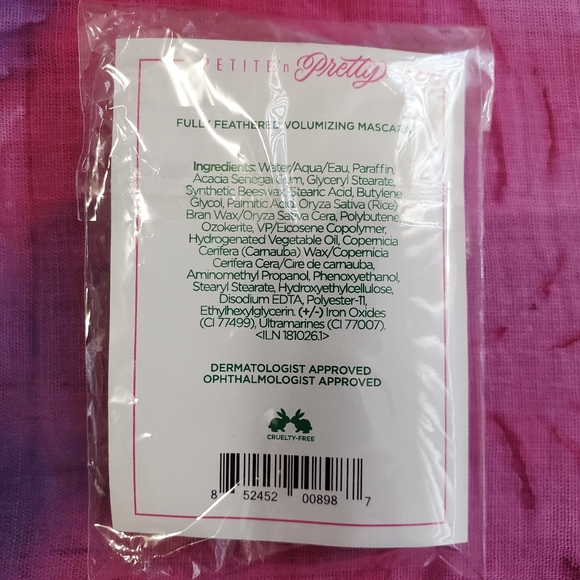 PETITE 'n Pretty
FULLY FEATHERED VOLUMIZING MASCARA
Ingredients: Water/Aqua/Eau, Paraffin,
Acacia Senegal Gum, Glyceryl Stearate,
Synthetic Beeswax, Stearic Acid, Butylene
Glycol, Palmitic Acid, Oryza Sativa (Rice)
Bran Wax/Oryza Sativa Cera, Polybutene,
Ozokerite, VP/Eicosene Copolymer,
Hydrogenated Vegetable Oil, Copernicia
Cerifera (Carnauba) Wax/Copernicia
Cerifera Cera/Cire de carnauba,
Aminomethyl Propanol, Phenoxyethanol,
Stearyl Stearate, Hydroxyethylcellulose,
Disodium EDTA, Polyester-11,
Ethylhexylglycerin. (+/-) Iron Oxides
(CI 77499), Ultramarines (CI 77007).
<ILN 181026.1>
DERMATOLOGIST APPROVED
OPHTHALMOLOGIST APPROVED
CRUELTY-FREE
8 52452 00898 7